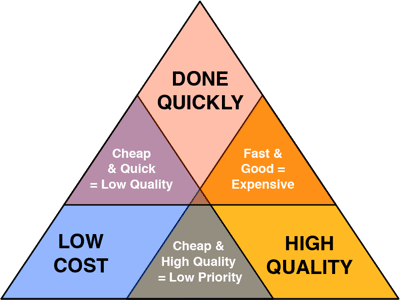 DONE
QUICKLY
Cheap
& Quick
= Low Quality
Fast &
Good =
Expensive
LOW
COST
Cheap &
High Quality
= Low Priority
HIGH
QUALITY